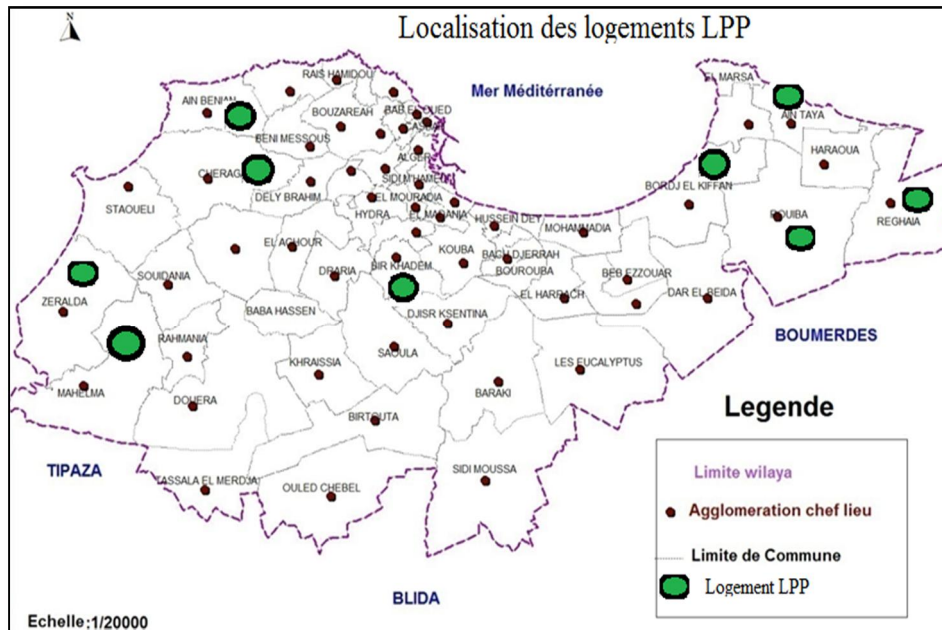 N
Localisation des logements LPP
RAIS HAMIDOU
EL MARSA
Mer Méditérranée
AIN BENIAN
BOUZAREAH
BAB EL OUED
CASBA
AIN TAYA
BENI MESSOUS
ALGER
HARAOUA
CHERAGA
SIDI M'HAMED
BORDJ EL KIFFAN
DELY BRAHIM
EL MOURADIA
STAOUELI
HYDRA
EL MADANIA
HUSSEIN DEY
ROUIBA
REGHAIA
MOHAMMADIA
EL ACHOUR
KOUBA
BACH DJERRAH
DRARIA
BIR KHADEM
BOUROUBA
SOUIDANIA
BEB EZZOUAR
ZERALDA
EL HARRACH
DAR EL BEIDA
BABA HASSEN
DJISR KSENTINA
BOUMERDES
RAHMANIA
SAOULA
KHRAISSIA
LES EUCALYPTUS
MAHELMA
BARAKI
DOUERA
BIRTOUTA
Legende
TIPAZA
SIDI MOUSSA
TASSALA EL MERDJA
OULED CHEBEL
Limite wilaya
Agglomeration chef lieu
Limite de Commune
Logement LPP
BLIDA
Echelle:1/20000